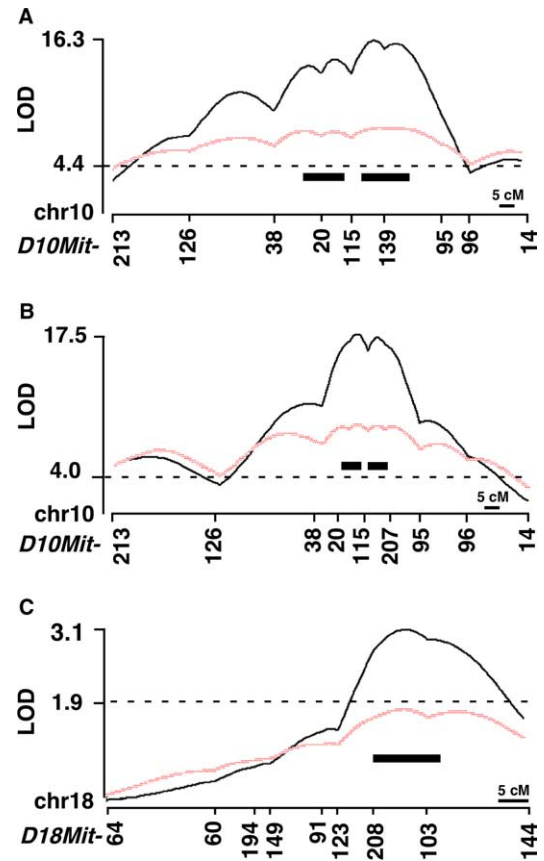 A
16.3
LOD
4.4
5 cM
chr10
D10Mit- 213 126 38 20 115 139 95 96 14
B
17.5
LOD
4.0
5 cM
chr10
D10Mit- 213 126 38 20 115 207 95 96 14
C
3.1
1.9
LOD
5 cM
chr18
D18Mit- 64 60 194 149 91 123 208 103 144